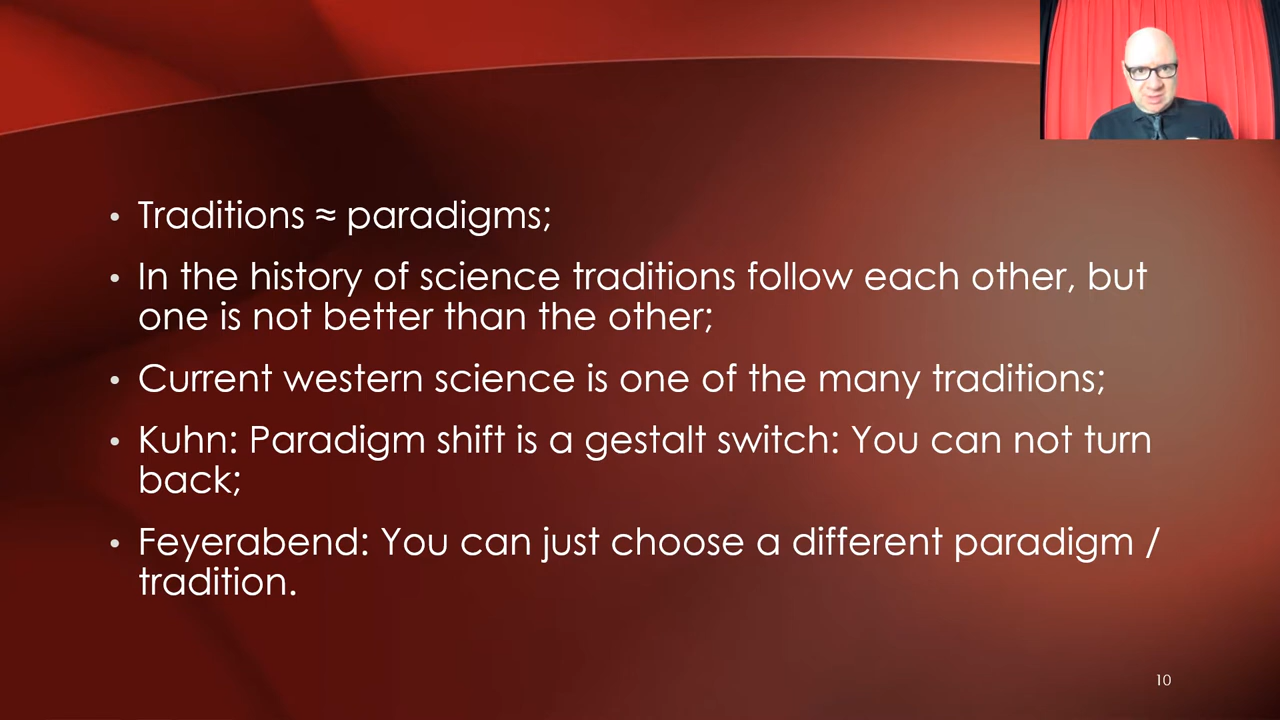 • Traditions ≈ paradigms;
• In the history of science traditions follow each other, but
one is not better than the other;
• Current western science is one of the many traditions;
• Kuhn: Paradigm shift is a gestalt switch: You can not turn
back;
• Feyerabend: You can just choose a different paradigm /
tradition.
10